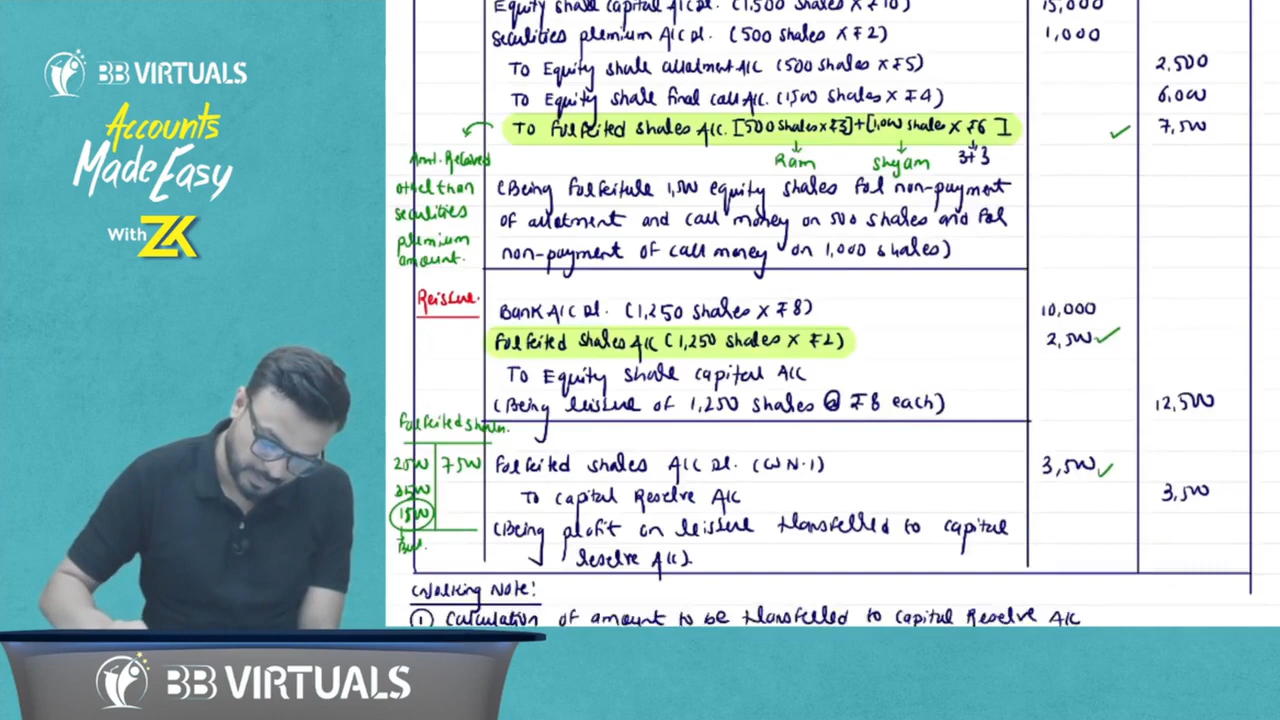 BB VIRTUALS
Accounts
Made Easy
With ZK
Equity share capital A/C Dr. (1,500 shares X ₹10) 15,000
Securities premium A/C Dr. (500 shares X ₹2) 1,000
To Equity share allotment A/C (500 shares X ₹5) 2,500
To Equity share final call A/C. (1,500 shares X ₹4) 6,000
To Forfeited shares A/C. [500 shares X ₹3] + [1,000 shares X ₹6] 7,500
Ram Shyam 3+3
Amt. Received
other than
securities
premium
amount.
(Being forfeiture 1,500 equity shares for non-payment
of allotment and call money on 500 shares and for
non-payment of call money on 1,000 shares)
Reissue.
Bank A/C Dr. (1,250 shares X ₹8) 10,000
Forfeited shares A/C (1,250 shares X ₹2) 2,500
To Equity share capital A/C
(Being reissue of 1,250 shares @ ₹8 each) 12,500
Forfeited shares.
2500 7500
3500
1500
Bal.
Forfeited shares A/C Dr. (WN.1) 3,500
To Capital Reserve A/C 3,500
(Being profit on reissue transferred to capital
reserve A/C).
Working Note:
① Calculation of amount to be transferred to Capital Reserve A/C
BB VIRTUALS